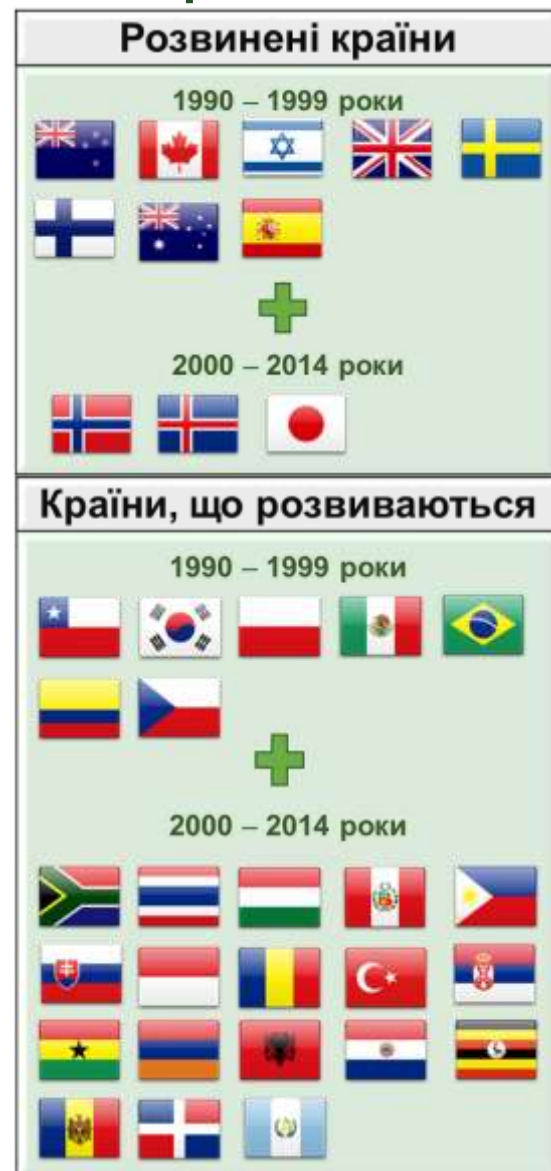 Розвинені країни
1990 – 1999 роки
2000 – 2014 роки
Країни, що розвиваються
1990 – 1999 роки
2000 – 2014 роки